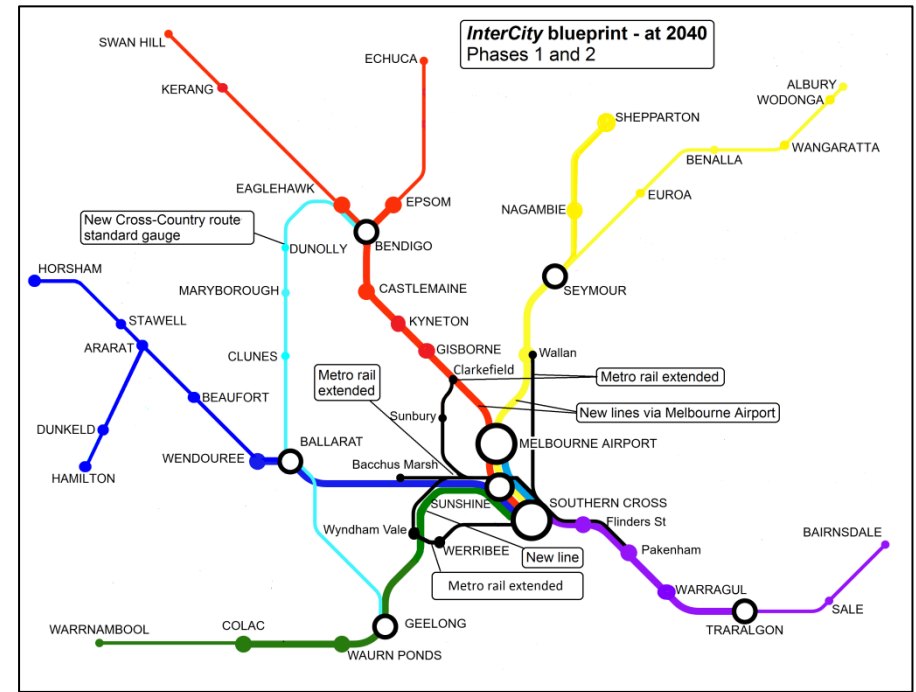 InterCity blueprint - at 2040
Phases 1 and 2
SWAN HILL
ECHUCA
KERANG
ALBURY
WODONGA
SHEPPARTON
WANGARATTA
BENALLA
EUROA
EAGLEHAWK
EPSOM
NAGAMBIE
New Cross-Country route
standard gauge
BENDIGO
DUNOLLY
HORSHAM
SEYMOUR
MARYBOROUGH
CASTLEMAINE
STAWELL
KYNETON
ARARAT
GISBORNE
CLUNES
Wallan
Clarkefield
Metro rail extended
Metro rail
extended
BEAUFORT
New lines via Melbourne Airport
Sunbury
DUNKELD
BALLARAT
MELBOURNE AIRPORT
WENDOUREE
HAMILTON
Bacchus Marsh
SUNSHINE
SOUTHERN CROSS
Flinders St
Wyndham Vale
WERRIBEE
New line
Pakenham
BAIRNSDALE
Metro rail extended
WARRAGUL
SALE
TRARALGON
GEELONG
WARRNAMBOOL
COLAC
WAURN PONDS